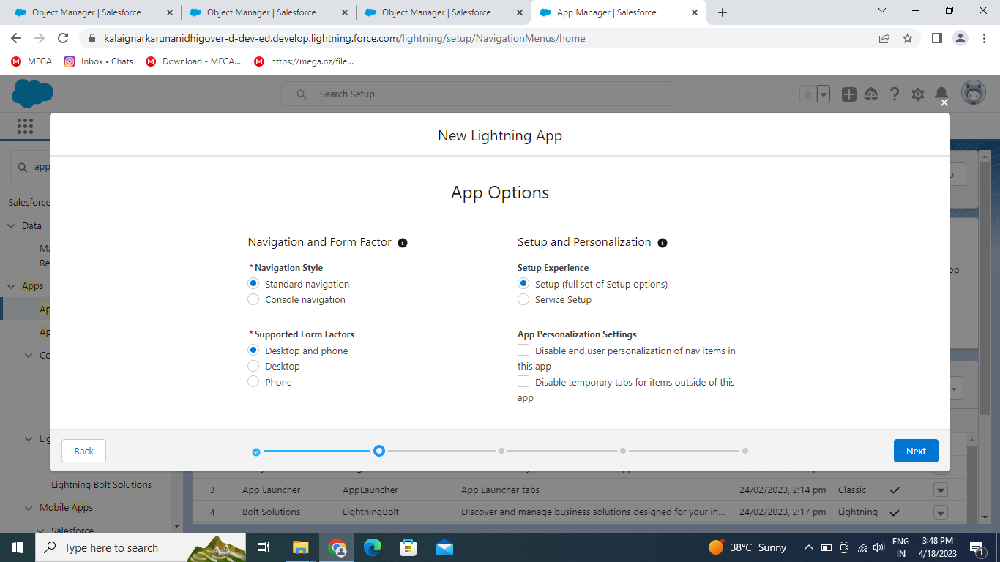 Object Manager | Salesforce
Object Manager | Salesforce
Object Manager | Salesforce
App Manager | Salesforce
kalaignarkarunanidhigover-d-dev-ed.develop.lightning.force.com/lightning/setup/NavigationMenus/home
MEGA
Inbox • Chats
Download - MEGA...
https://mega.nz/file...
Search Setup
New Lightning App
app
Salesforce
Data
Apps
Lightning Bolt Solutions
Mobile Apps
Salesforce
App Options
Navigation and Form Factor
*Navigation Style
Standard navigation
Console navigation
*Supported Form Factors
Desktop and phone
Desktop
Phone
Setup and Personalization
Setup Experience
Setup (full set of Setup options)
Service Setup
App Personalization Settings
Disable end user personalization of nav items in
this app
Disable temporary tabs for items outside of this
app
Back
Next
3 App Launcher AppLauncher App Launcher tabs 24/02/2023, 2:14 pm Classic
4 Bolt Solutions LightningBolt Discover and manage business solutions designed for your in... 24/02/2023, 2:17 pm Lightning
Type here to search
38°C Sunny
ENG
IN
3:48 PM
4/18/2023
1